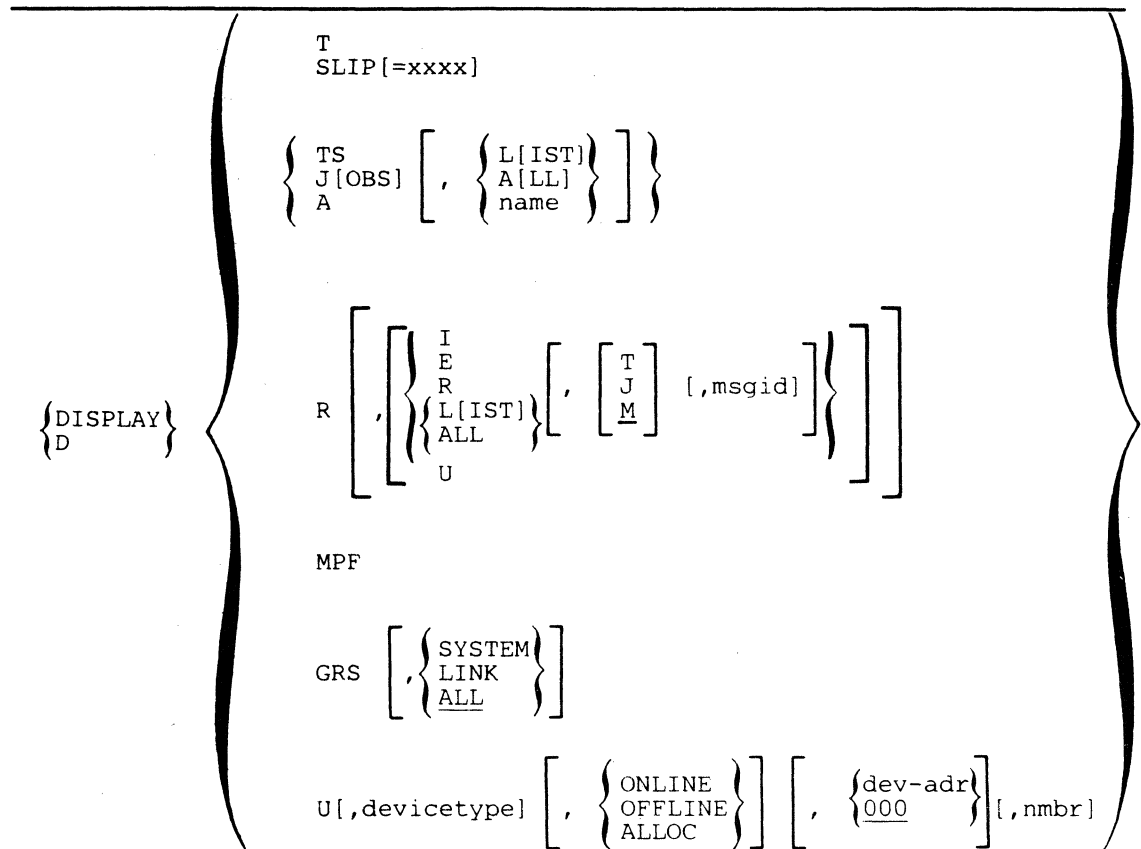 T
SLIP[=xxxx]
{ TS [ , { L[IST] } ] }
J[OBS] A[LL]
A name
I
E
R [ , [ T ] [,msgid] ]
R [ , [ { L[IST] } J
{DISPLAY} ALL M
D U
MPF
GRS [ , { SYSTEM } ]
LINK
ALL
U[,devicetype] [ , { ONLINE } ] [ , { dev-adr } ] [,nmbr]
OFFLINE 000
ALLOC